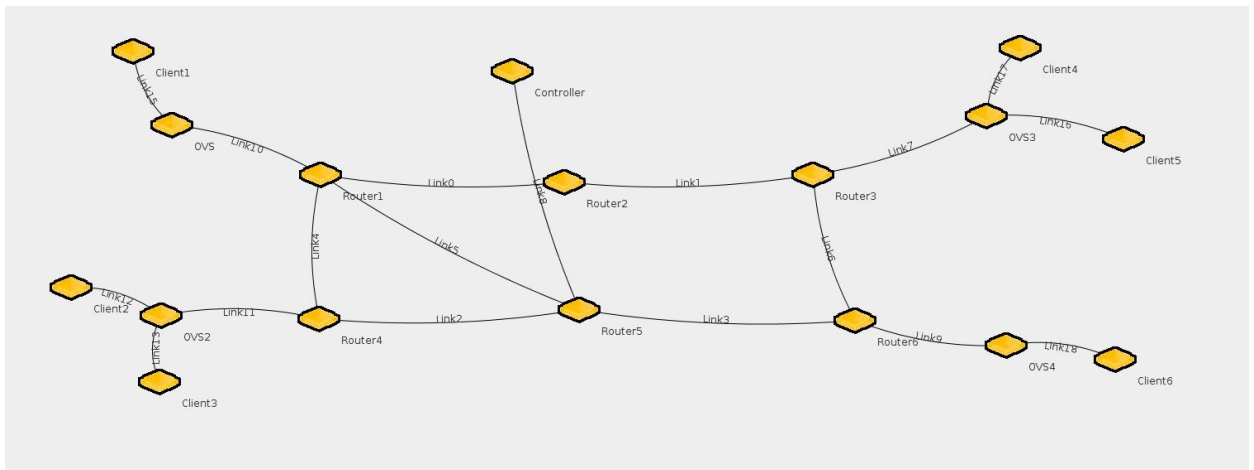 Client4
Link17
Client1
Link15
Controller
OVS3
Link16
OVS
Link10
Link7
Client5
Link0
Link1
Link8
Router1
Router2
Router3
Link4
Link5
Link6
Link12
Client2
Link11
Link2
Link3
OVS2
Router4
Router5
Router6
Link9
Link18
Link13
OVS4
Client6
Client3